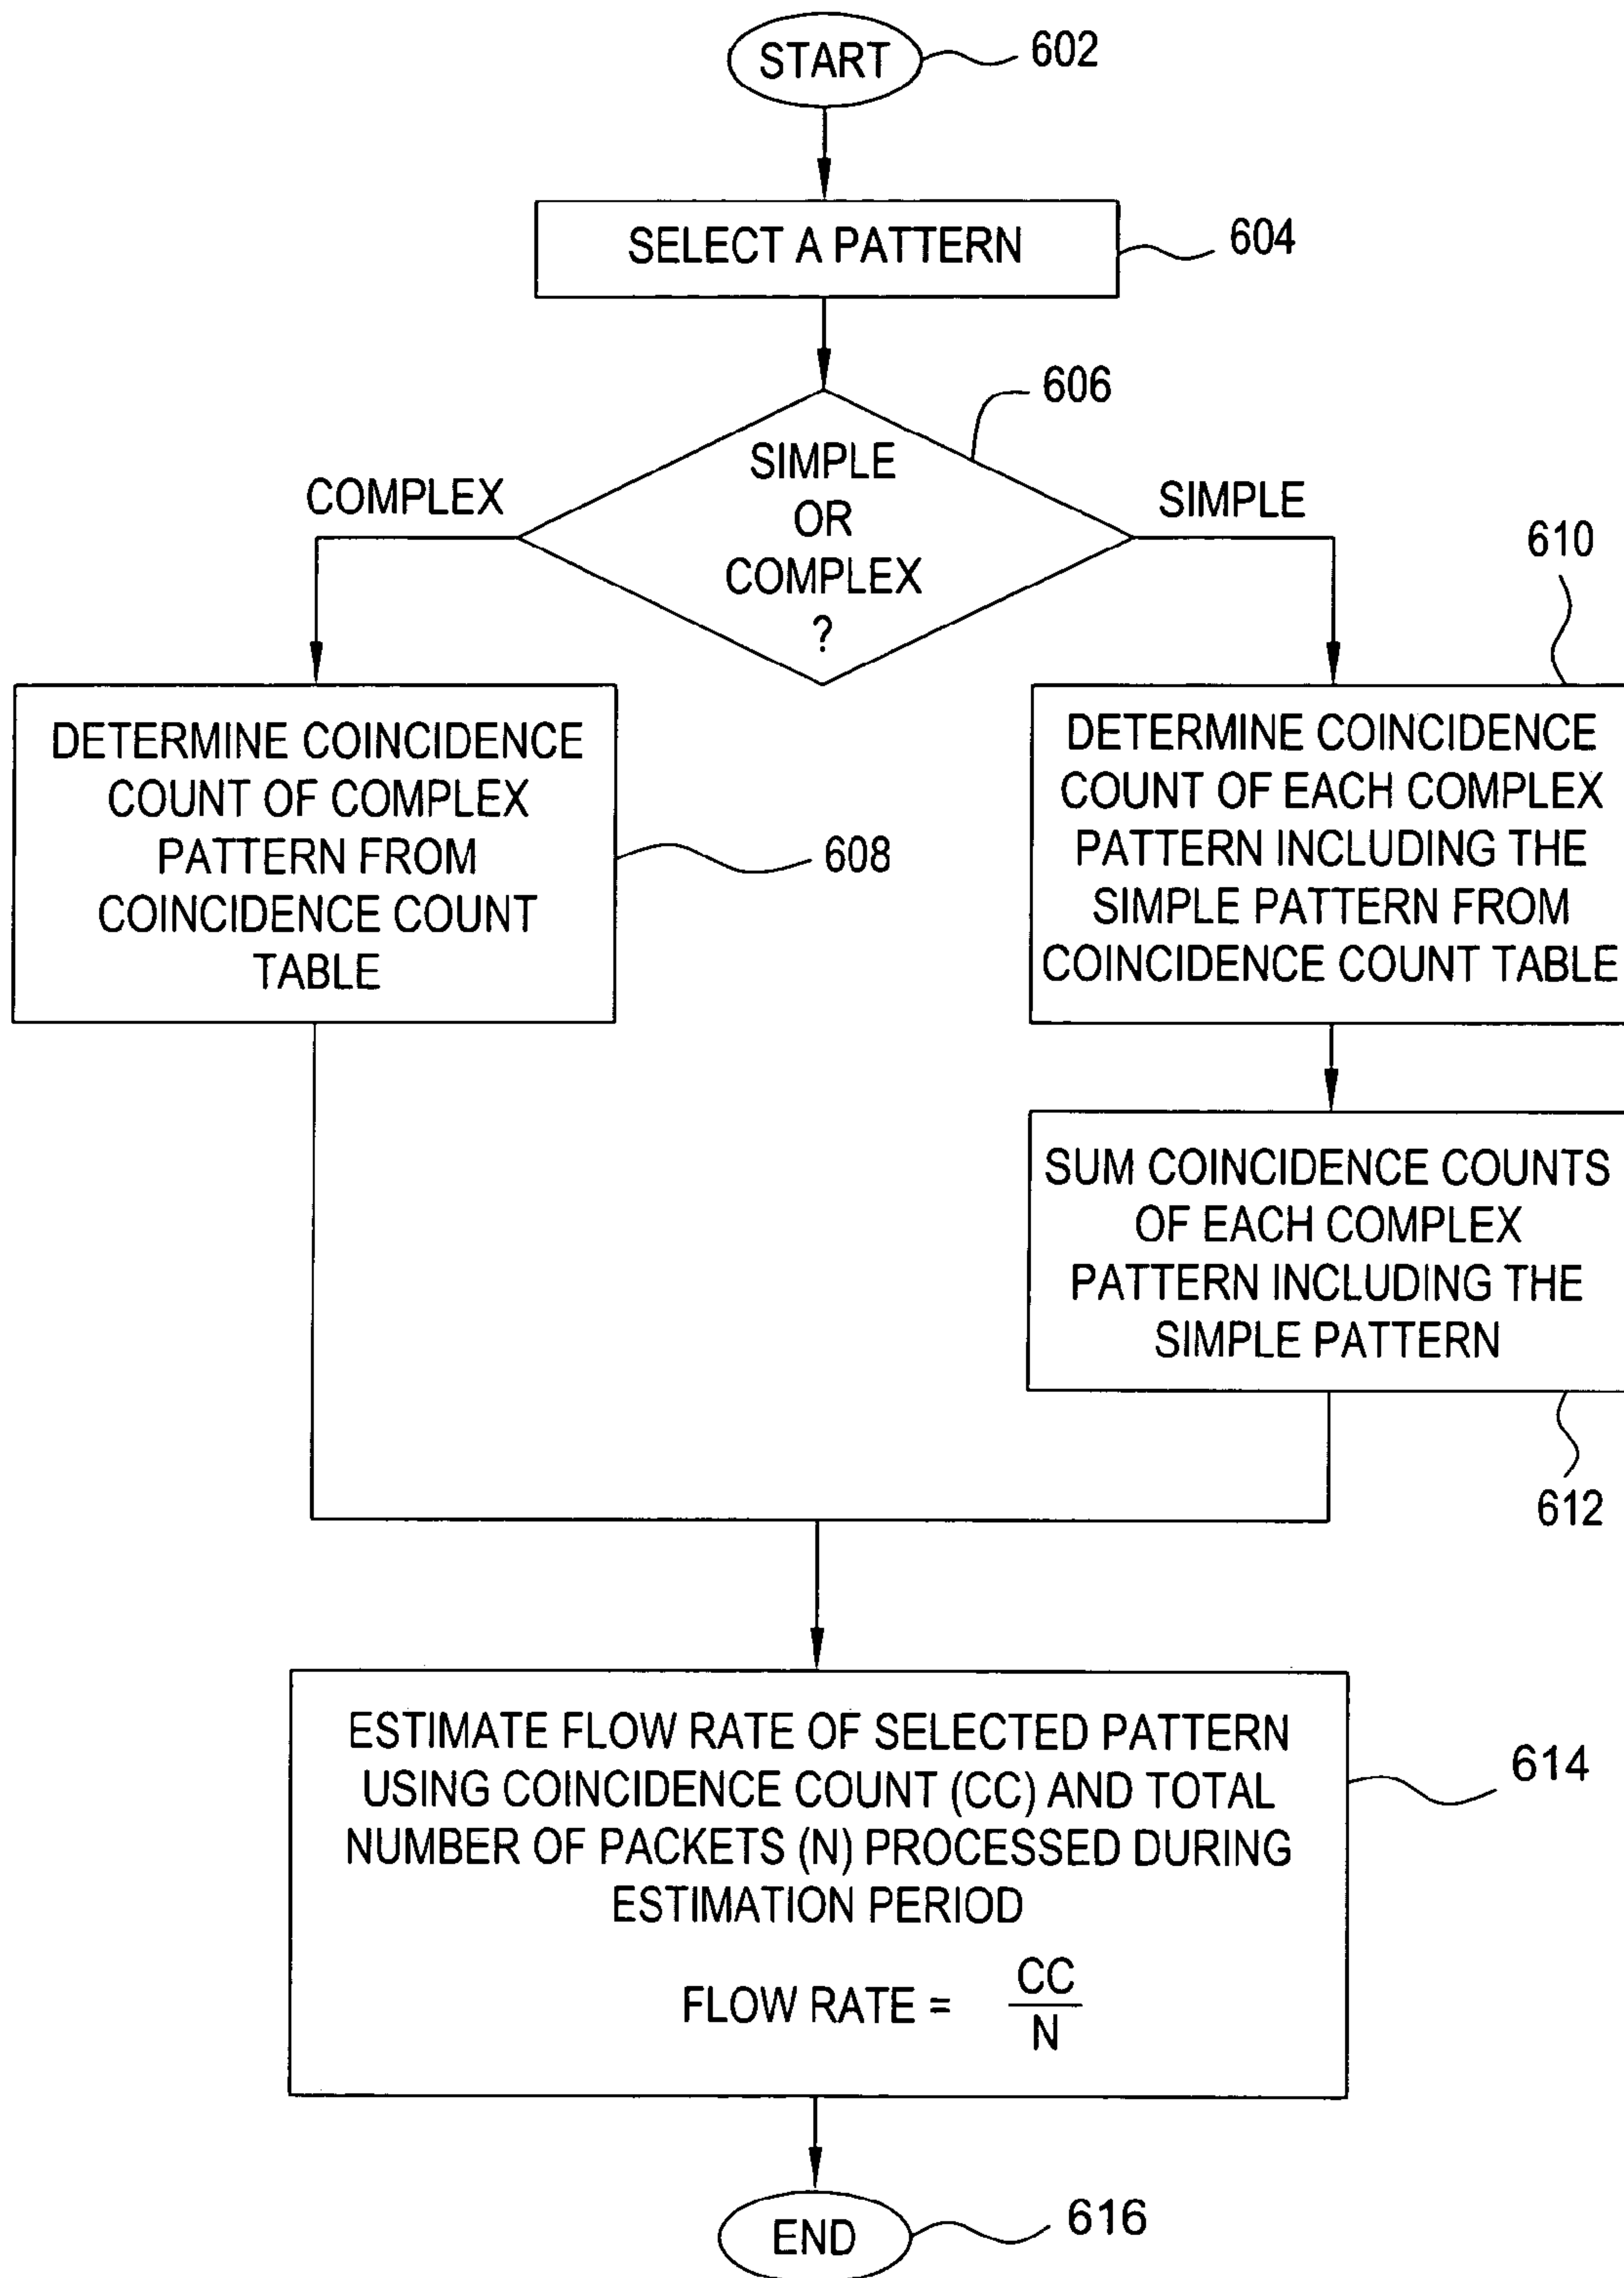 START
602
SELECT A PATTERN
604
606
SIMPLE
OR
COMPLEX
?
COMPLEX
SIMPLE
DETERMINE COINCIDENCE
COUNT OF COMPLEX
PATTERN FROM
COINCIDENCE COUNT
TABLE
608
610
DETERMINE COINCIDENCE
COUNT OF EACH COMPLEX
PATTERN INCLUDING THE
SIMPLE PATTERN FROM
COINCIDENCE COUNT TABLE
SUM COINCIDENCE COUNTS
OF EACH COMPLEX
PATTERN INCLUDING THE
SIMPLE PATTERN
612
ESTIMATE FLOW RATE OF SELECTED PATTERN
USING COINCIDENCE COUNT (CC) AND TOTAL
NUMBER OF PACKETS (N) PROCESSED DURING
ESTIMATION PERIOD
FLOW RATE =
CC
N
614
END
616